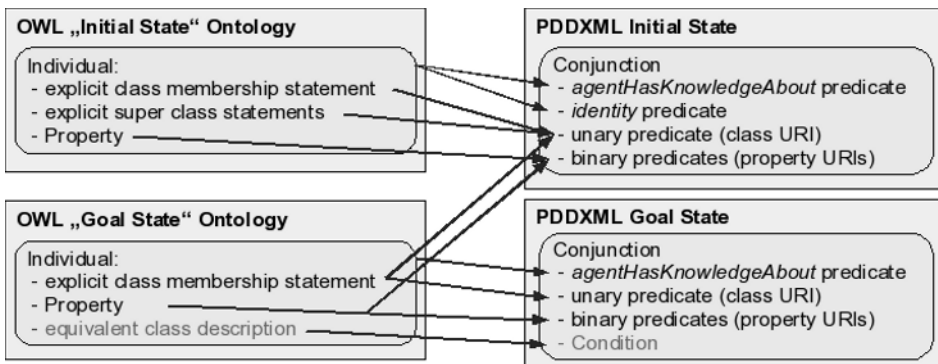 OWL „Initial State“ Ontology
Individual:
- explicit class membership statement
- explicit super class statements
- Property
PDDXML Initial State
Conjunction
- agentHasKnowledgeAbout predicate
- identity predicate
- unary predicate (class URI)
- binary predicates (property URIs)
OWL „Goal State“ Ontology
Individual:
- explicit class membership statement
- Property
- equivalent class description
PDDXML Goal State
Conjunction
- agentHasKnowledgeAbout predicate
- unary predicate (class URI)
- binary predicates (property URIs)
- Condition